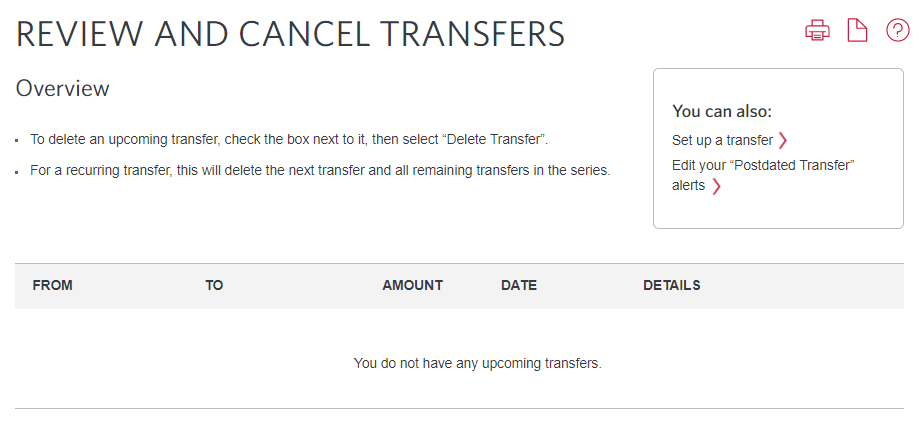 REVIEW AND CANCEL TRANSFERS
Overview
To delete an upcoming transfer, check the box next to it, then select “Delete Transfer”.
For a recurring transfer, this will delete the next transfer and all remaining transfers in the series.
You can also:
Set up a transfer
Edit your “Postdated Transfer”
alerts
FROM TO AMOUNT DATE DETAILS
You do not have any upcoming transfers.